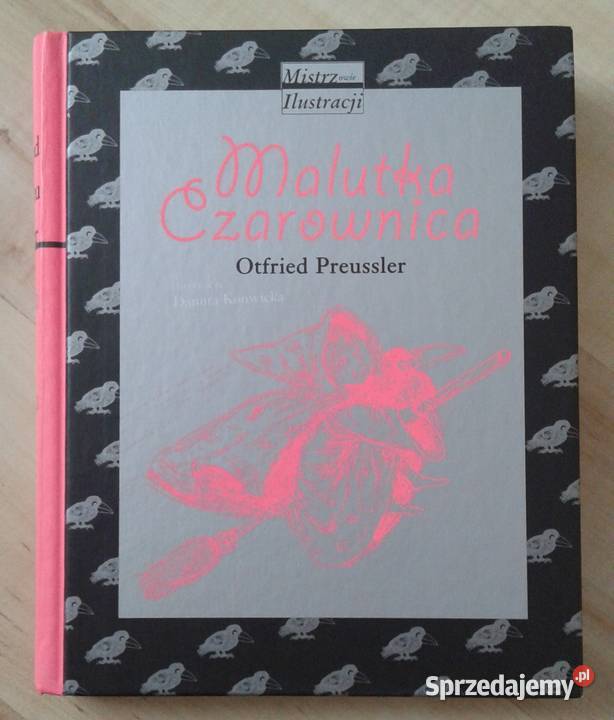 Mistrzowie
Ilustracji
Malutka
Czarownica
Otfried Preussler
Danuta Konwicka
Sprzedajemy.pl